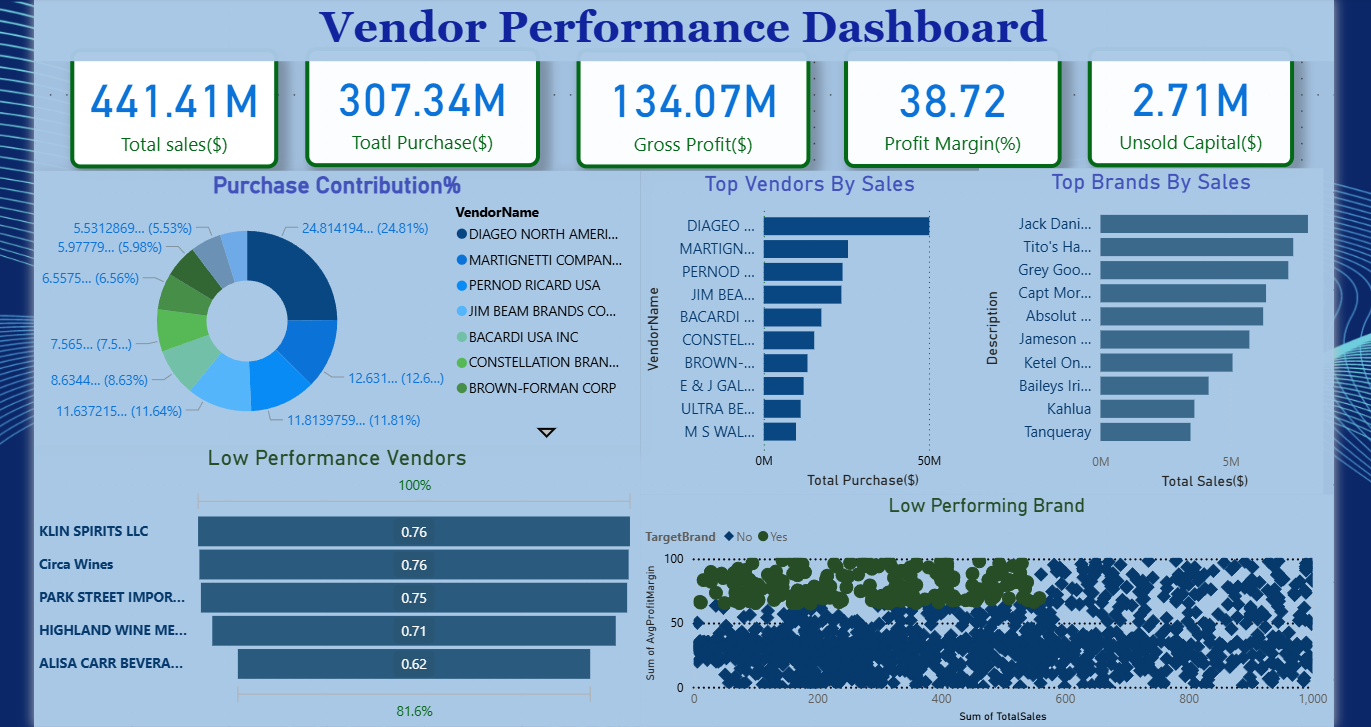 Vendor Performance Dashboard
441.41M
Total sales($)
307.34M
Toatl Purchase($)
134.07M
Gross Profit($)
38.72
Profit Margin(%)
2.71M
Unsold Capital($)
Purchase Contribution%
5.5312869... (5.53%)
24.814194... (24.81%)
5.97779... (5.98%)
6.5575... (6.56%)
7.565... (7.5...)
8.6344... (8.63%)
11.637215... (11.64%)
12.631... (12.6...)
11.8139759... (11.81%)
VendorName
DIAGEO NORTH AMERI...
MARTIGNETTI COMPAN...
PERNOD RICARD USA
JIM BEAM BRANDS CO...
BACARDI USA INC
CONSTELLATION BRAN...
BROWN-FORMAN CORP
Top Vendors By Sales
VendorName
DIAGEO ...
MARTIGN...
PERNOD ...
JIM BEA...
BACARDI ...
CONSTEL...
BROWN-...
E & J GAL...
ULTRA BE...
M S WAL...
0M
50M
Total Purchase($)
Top Brands By Sales
Description
Jack Dani...
Tito's Ha...
Grey Goo...
Capt Mor...
Absolut ...
Jameson ...
Ketel On...
Baileys Iri...
Kahlua
Tanqueray
0M
5M
Total Sales($)
Low Performance Vendors
100%
KLIN SPIRITS LLC
0.76
Circa Wines
0.76
PARK STREET IMPOR...
0.75
HIGHLAND WINE ME...
0.71
ALISA CARR BEVERA...
0.62
81.6%
Low Performing Brand
TargetBrand
No
Yes
Sum of AvgProfitMargin
100
50
0
0
200
400
600
800
1,000
Sum of TotalSales